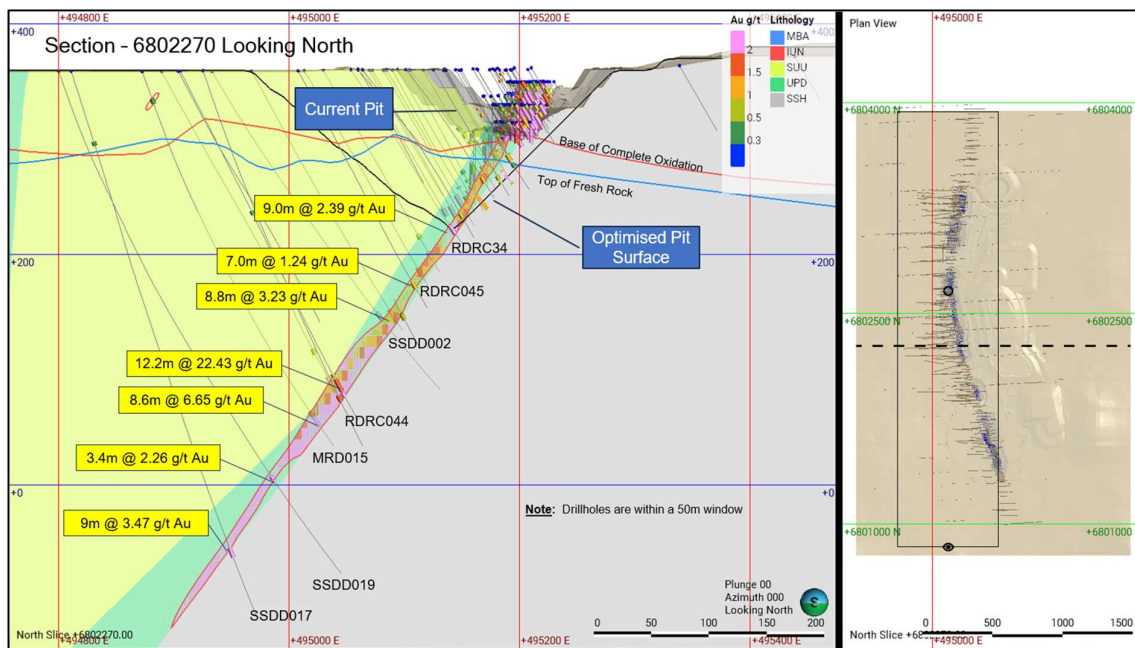 +494800 E
+495000 E
+495200 E
+400
+400
Section - 6802270 Looking North
Au g/t
Lithology
2
1.5
1
0.5
0.3
MBA
IUN
SUU
UPD
SSH
Current Pit
Base of Complete Oxidation
Top of Fresh Rock
9.0m @ 2.39 g/t Au
RDRC34
Optimised Pit
Surface
+200
7.0m @ 1.24 g/t Au
RDRC045
8.8m @ 3.23 g/t Au
SSDD002
12.2m @ 22.43 g/t Au
8.6m @ 6.65 g/t Au
RDRC044
MRD015
3.4m @ 2.26 g/t Au
+0
+0
Note: Drillholes are within a 50m window
9m @ 3.47 g/t Au
SSDD019
SSDD017
Plunge 00
Azimuth 000
Looking North
S
0 50 100 150 200
North Slice +6802270.00
+494800 E
+495000 E
+495200 E
+495400 E
Plan View
+495000 E
+6804000 N
+6804000
+6802500 N
+6802500
+6801000 N
+6801000
North Slice
+495000 E
0 500 1000 1500